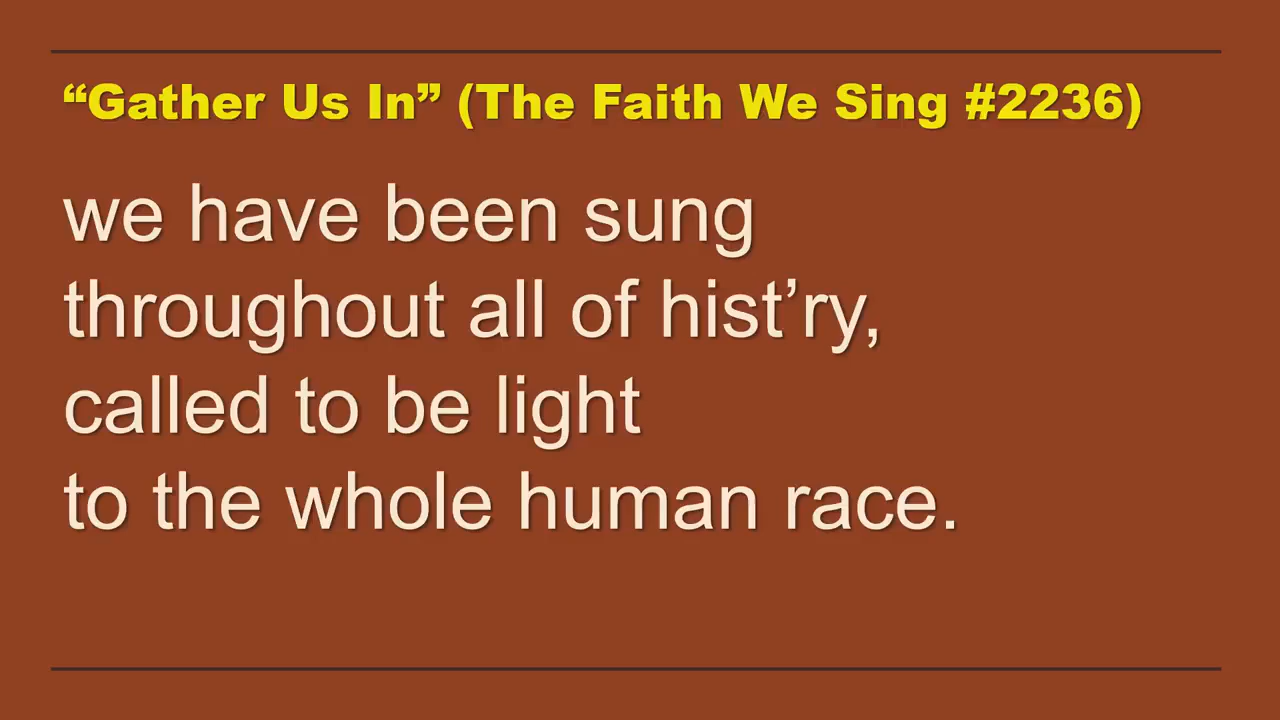 “Gather Us In” (The Faith We Sing #2236)
we have been sung
throughout all of hist’ry,
called to be light
to the whole human race.